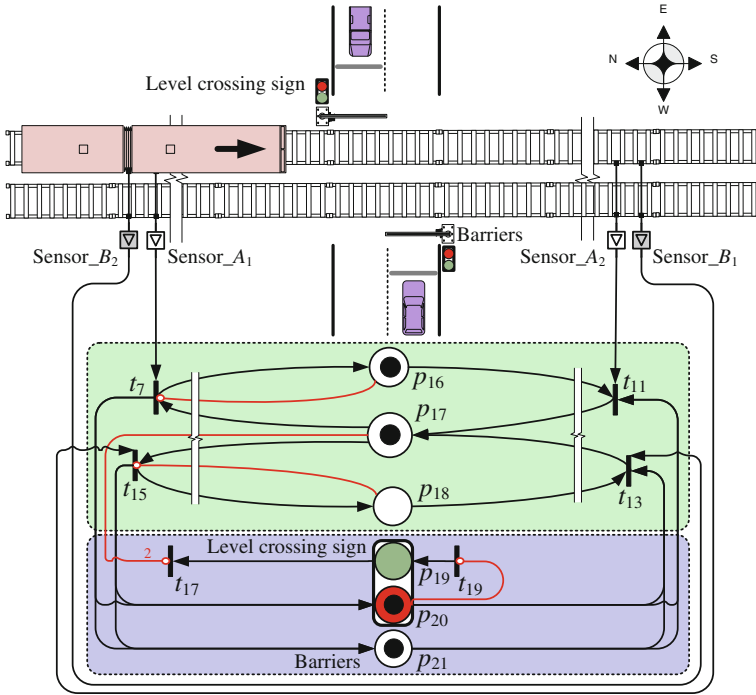 E
N S
W
Level crossing sign
Barriers
Sensor_B₂ Sensor_A₁ Sensor_A₂ Sensor_B₁
t₇ p₁₆ t₁₁
p₁₇
t₁₅ p₁₈ t₁₃
Level crossing sign
2 t₁₇ p₁₉ t₁₉
p₂₀
Barriers p₂₁